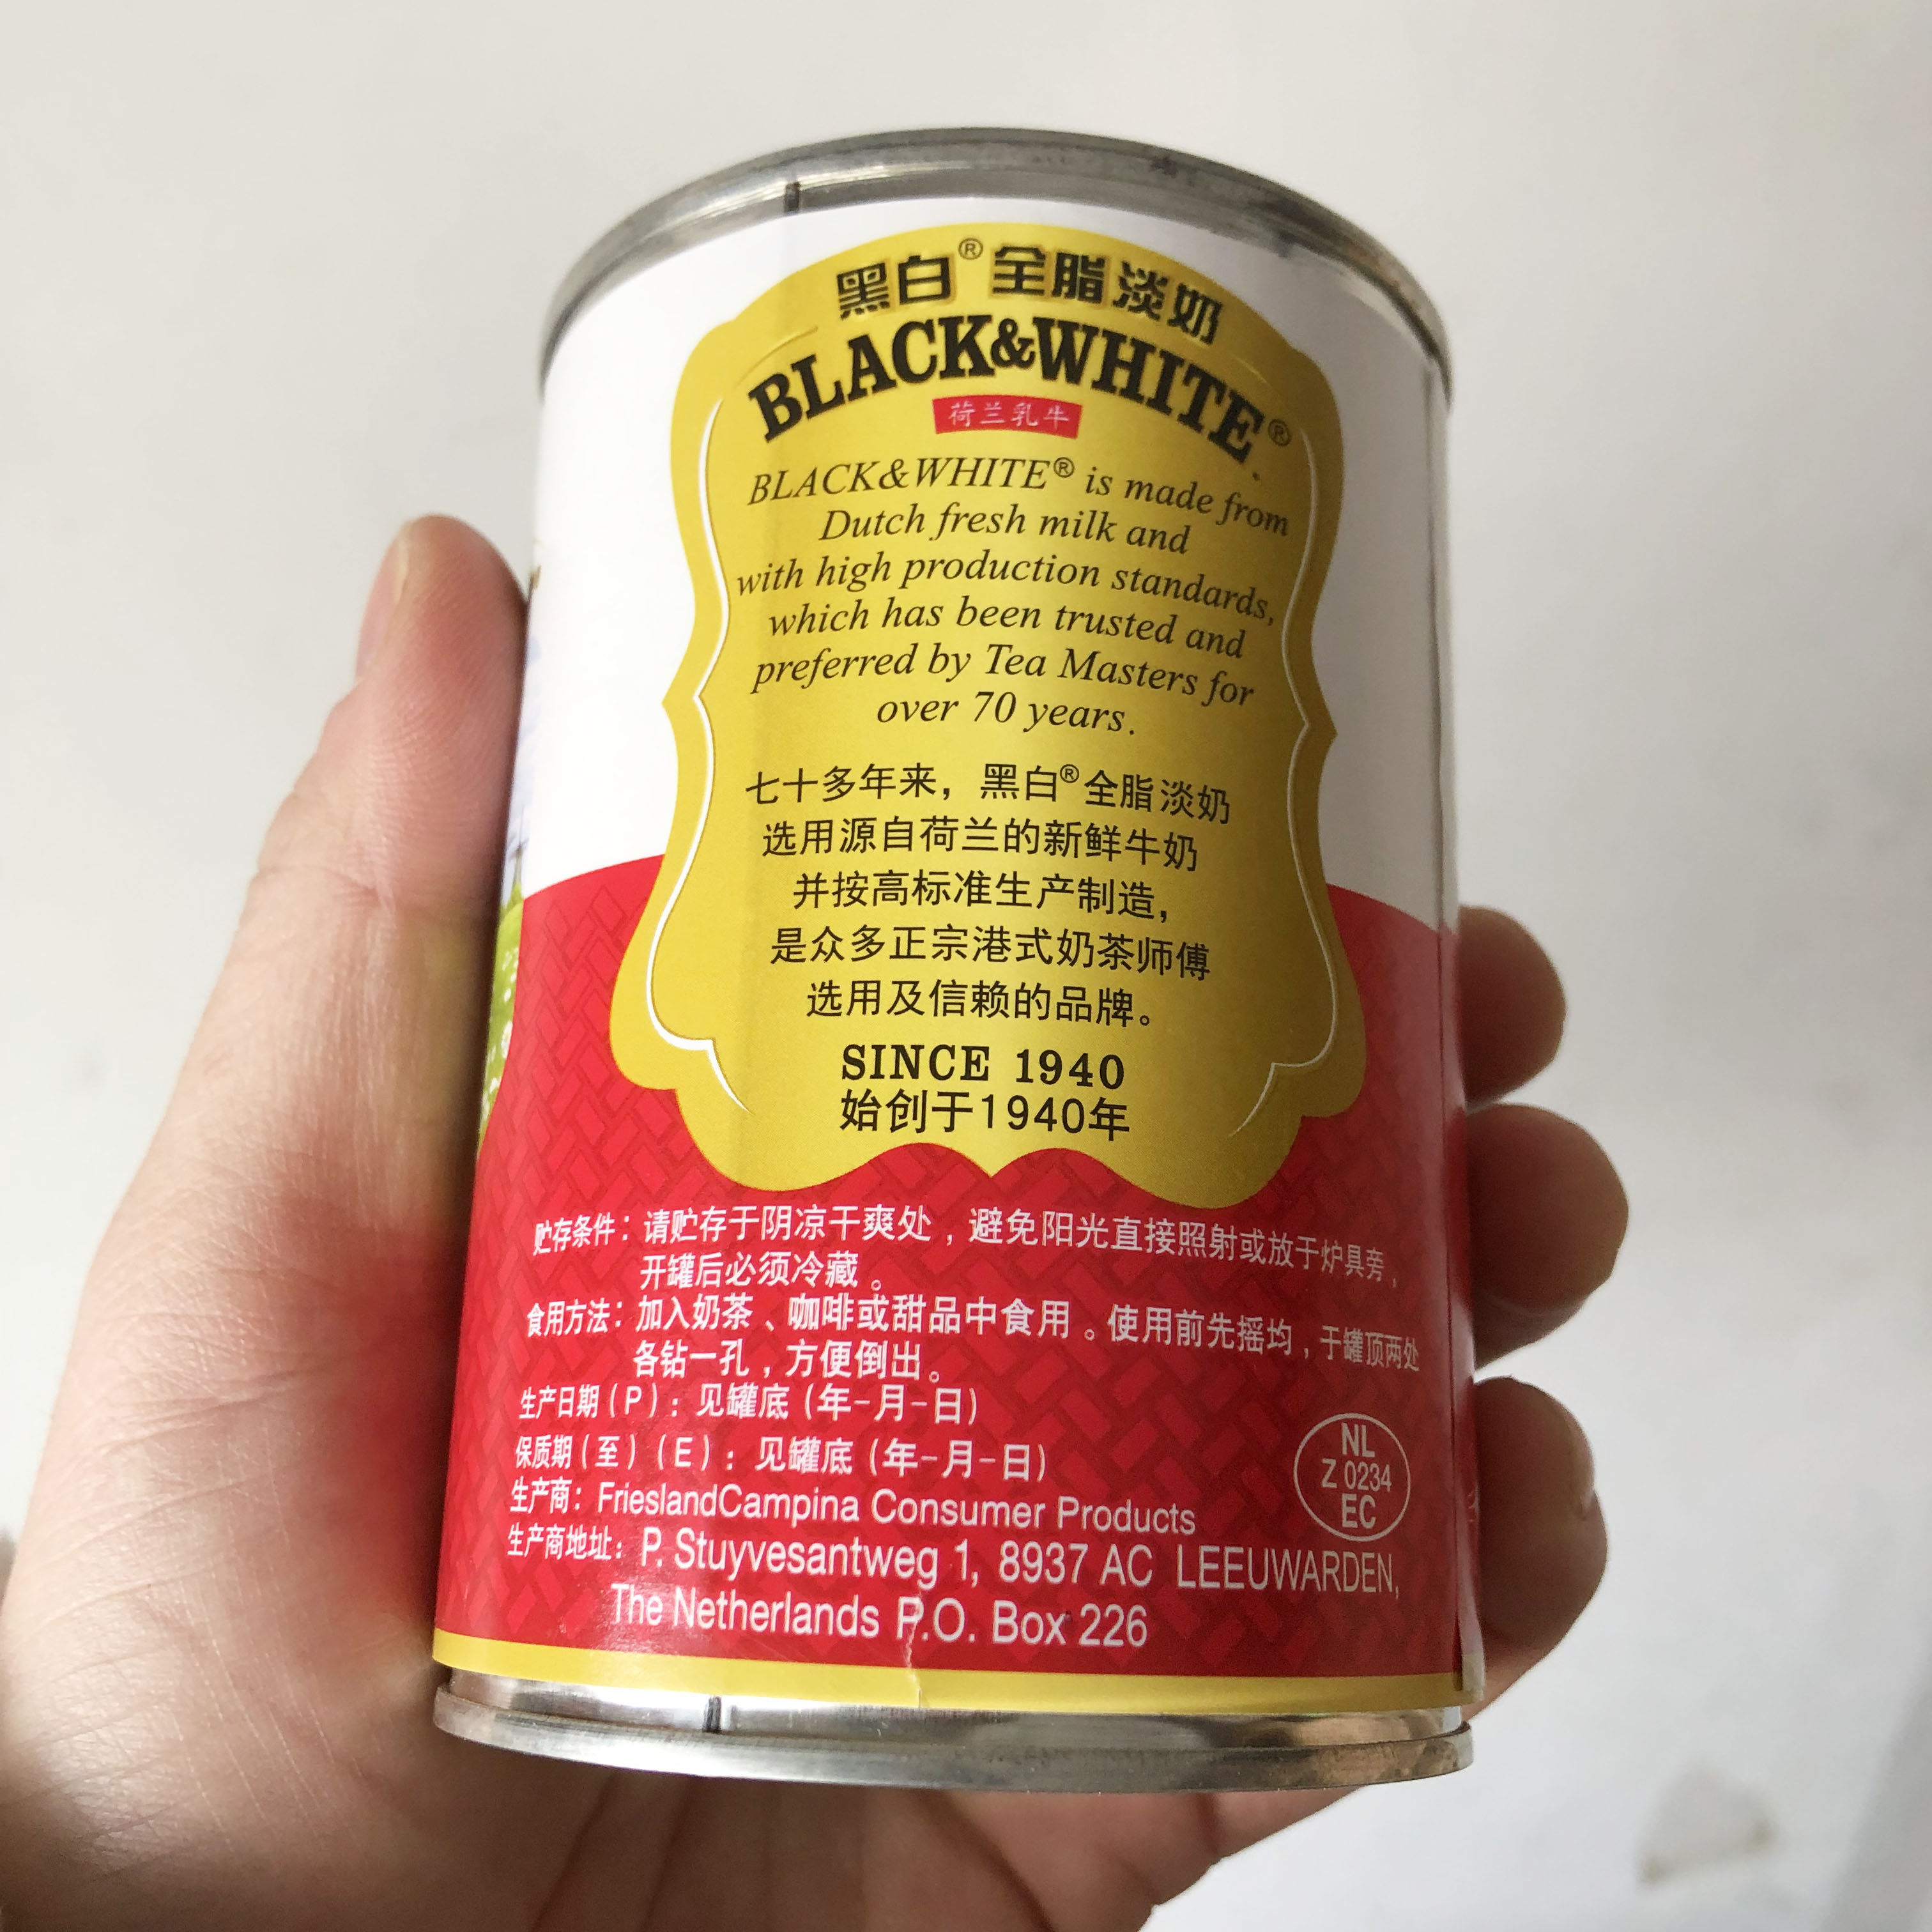 黑白® 全脂淡奶
BLACK&WHITE®
荷兰乳牛
BLACK&WHITE® is made from
Dutch fresh milk and
with high production standards,
which has been trusted and
preferred by Tea Masters for
over 70 years.
七十多年来，黑白®全脂淡奶
选用源自荷兰的新鲜牛奶
并按高标准生产制造，
是众多正宗港式奶茶师傅
选用及信赖的品牌。
SINCE 1940
始创于1940年
贮存条件：请贮存于阴凉干爽处，避免阳光直接照射或放于炉具旁，
开罐后必须冷藏。
食用方法：加入奶茶、咖啡或甜品中食用。使用前先摇均，于罐顶两处
各钻一孔，方便倒出。
生产日期（P）：见罐底（年-月-日）
保质期（至）（E）：见罐底（年-月-日）
生产商：FrieslandCampina Consumer Products
生产商地址：P. Stuyvesantweg 1, 8937 AC LEEUWARDEN,
The Netherlands P.O. Box 226
NL
Z 0234
EC